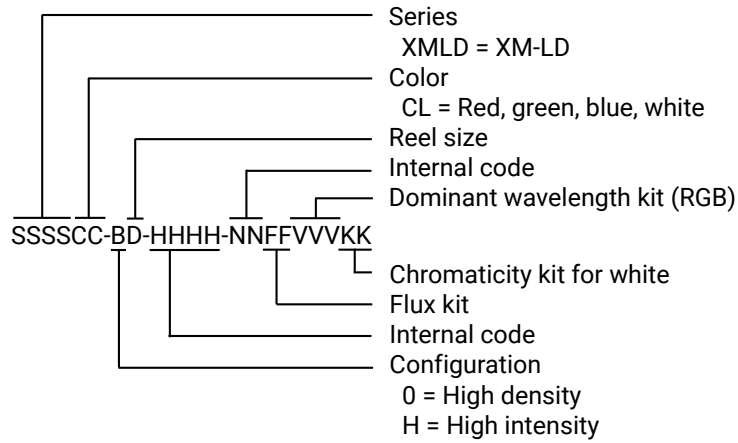 Series
XMLD = XM-LD
Color
CL = Red, green, blue, white
Reel size
Internal code
Dominant wavelength kit (RGB)
SSSSCC-BD-HHHH-NNFFVVVKK
Chromaticity kit for white
Flux kit
Internal code
Configuration
0 = High density
H = High intensity